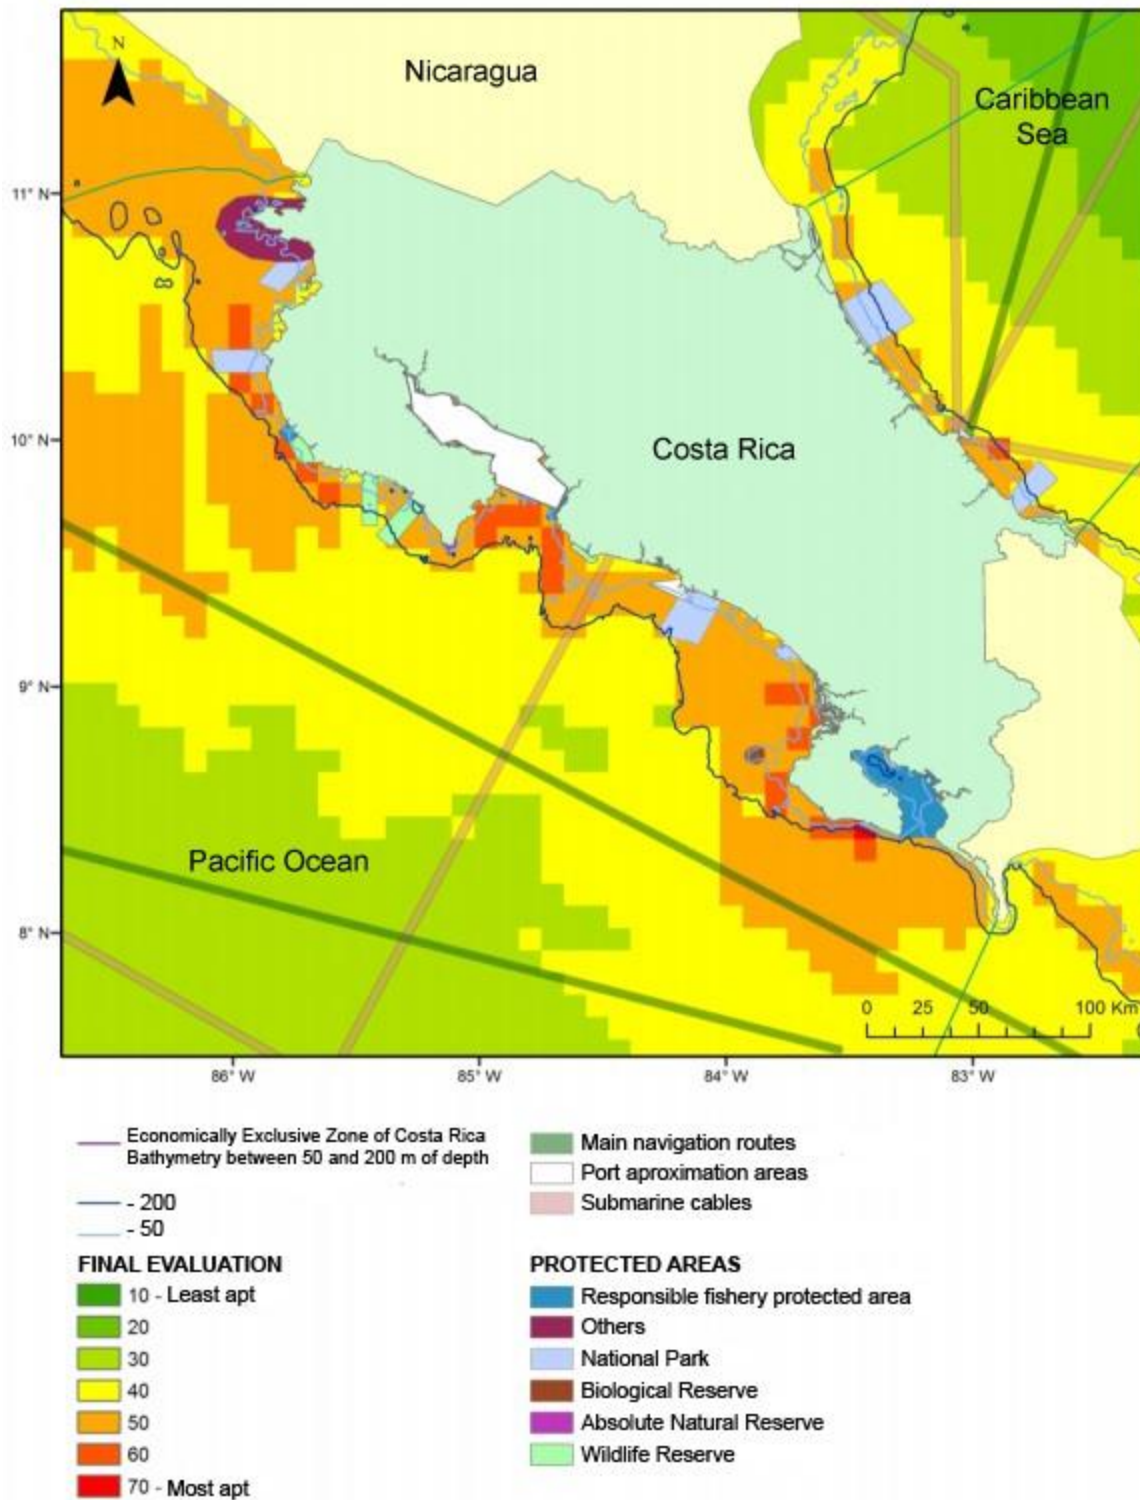 N
Nicaragua
Caribbean
Sea
11° N
10° N
Costa Rica
9° N
Pacific Ocean
8° N
0 25 50 100 Km
86° W 85° W 84° W 83° W
Economically Exclusive Zone of Costa Rica
Bathymetry between 50 and 200 m of depth
- 200
- 50
FINAL EVALUATION
10 - Least apt
20
30
40
50
60
70 - Most apt
Main navigation routes
Port aproximation areas
Submarine cables
PROTECTED AREAS
Responsible fishery protected area
Others
National Park
Biological Reserve
Absolute Natural Reserve
Wildlife Reserve